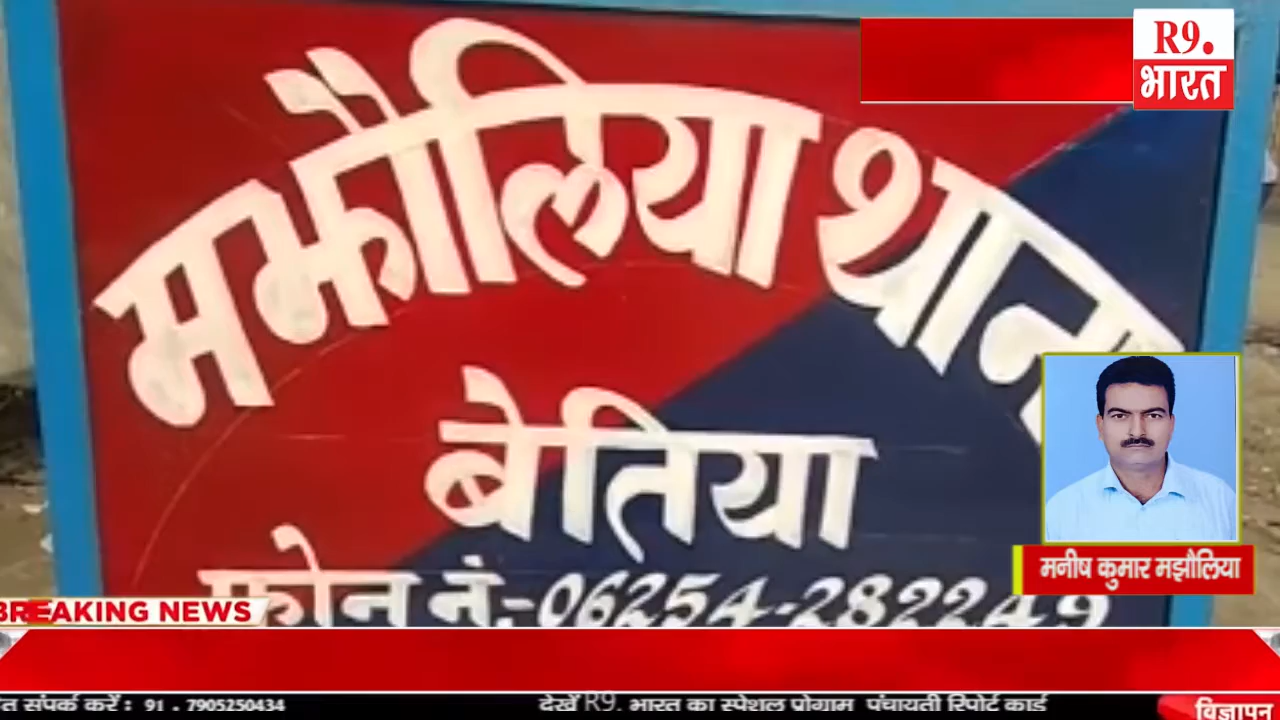 R9.
भारत
मझौलिया थाना
बेतिया
फोन नं.-06254-282249
मनीष कुमार मझौलिया
BREAKING NEWS
संपर्क करें : 91 . 7905250434 देखें R9. भारत का स्पेशल प्रोगाम पंचायती रिपोर्ट कार्ड
विज्ञापन